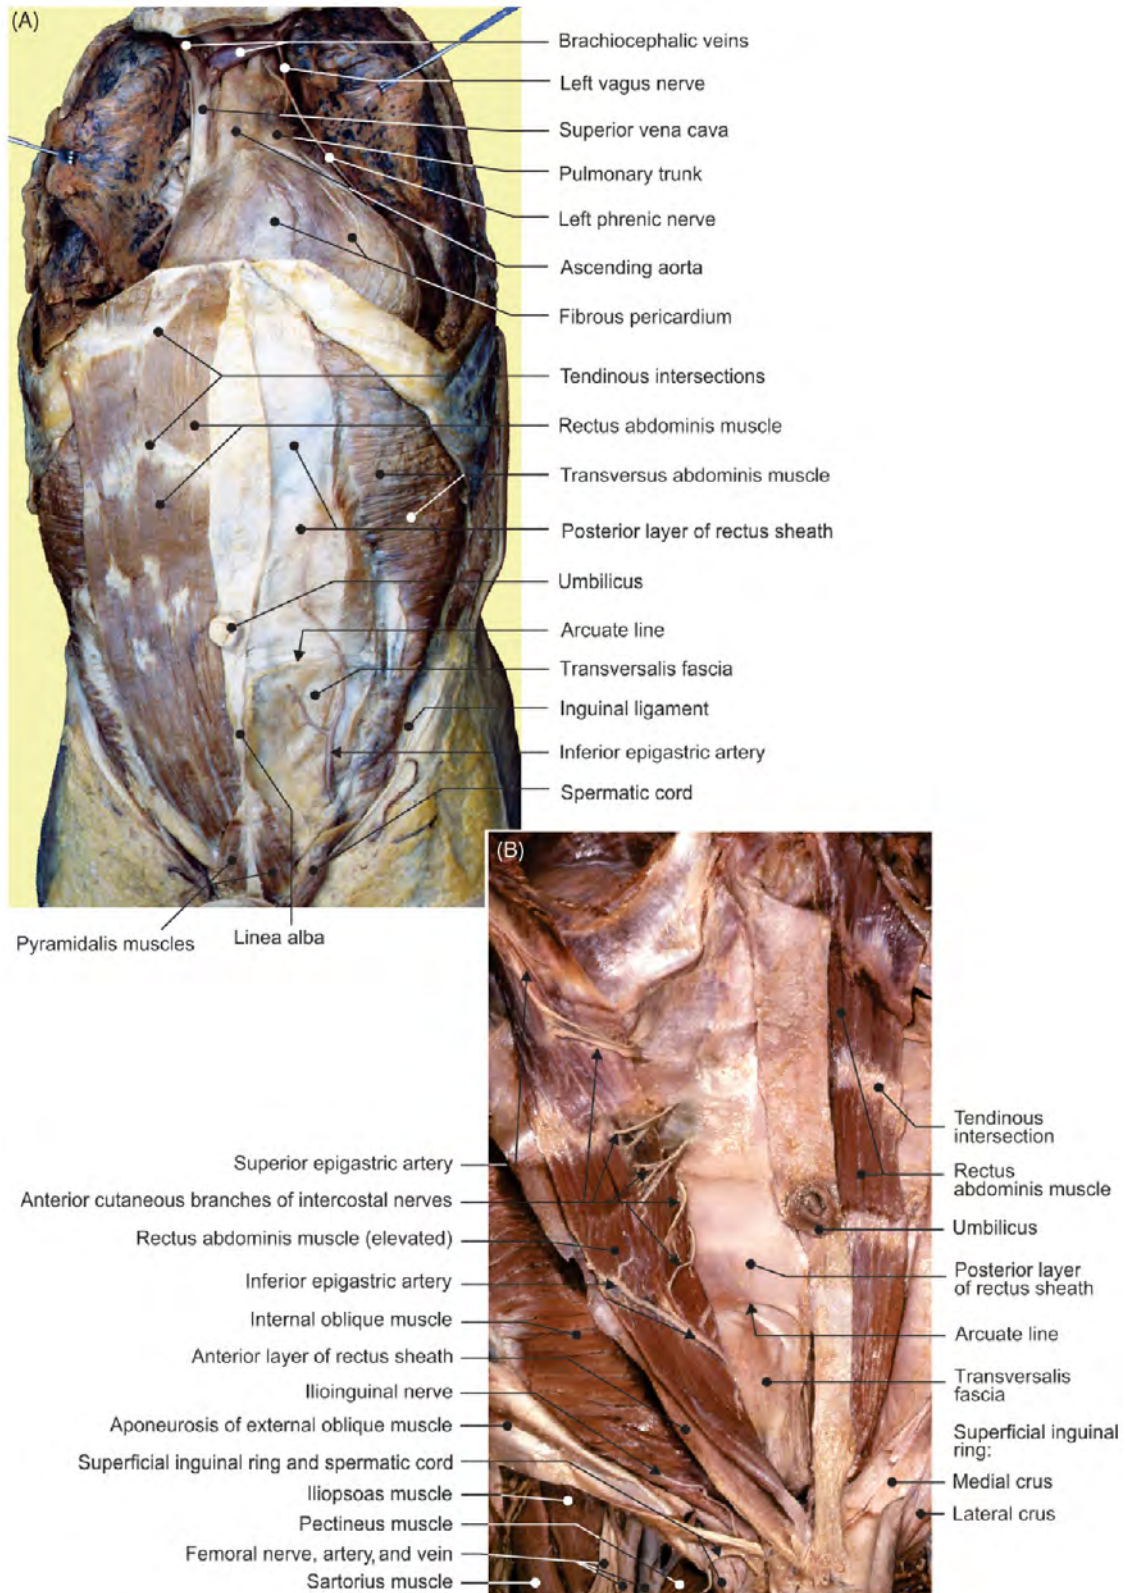 (A)
Brachiocephalic veins
Left vagus nerve
Superior vena cava
Pulmonary trunk
Left phrenic nerve
Ascending aorta
Fibrous pericardium
Tendinous intersections
Rectus abdominis muscle
Transversus abdominis muscle
Posterior layer of rectus sheath
Umbilicus
Arcuate line
Transversalis fascia
Inguinal ligament
Inferior epigastric artery
Spermatic cord
Pyramidalis muscles
Linea alba
(B)
Superior epigastric artery
Anterior cutaneous branches of intercostal nerves
Rectus abdominis muscle (elevated)
Inferior epigastric artery
Internal oblique muscle
Anterior layer of rectus sheath
Ilioinguinal nerve
Aponeurosis of external oblique muscle
Superficial inguinal ring and spermatic cord
Iliopsoas muscle
Pectineus muscle
Femoral nerve, artery, and vein
Sartorius muscle
Tendinous
intersection
Rectus
abdominis muscle
Umbilicus
Posterior layer
of rectus sheath
Arcuate line
Transversalis
fascia
Superficial inguinal
ring:
Medial crus
Lateral crus